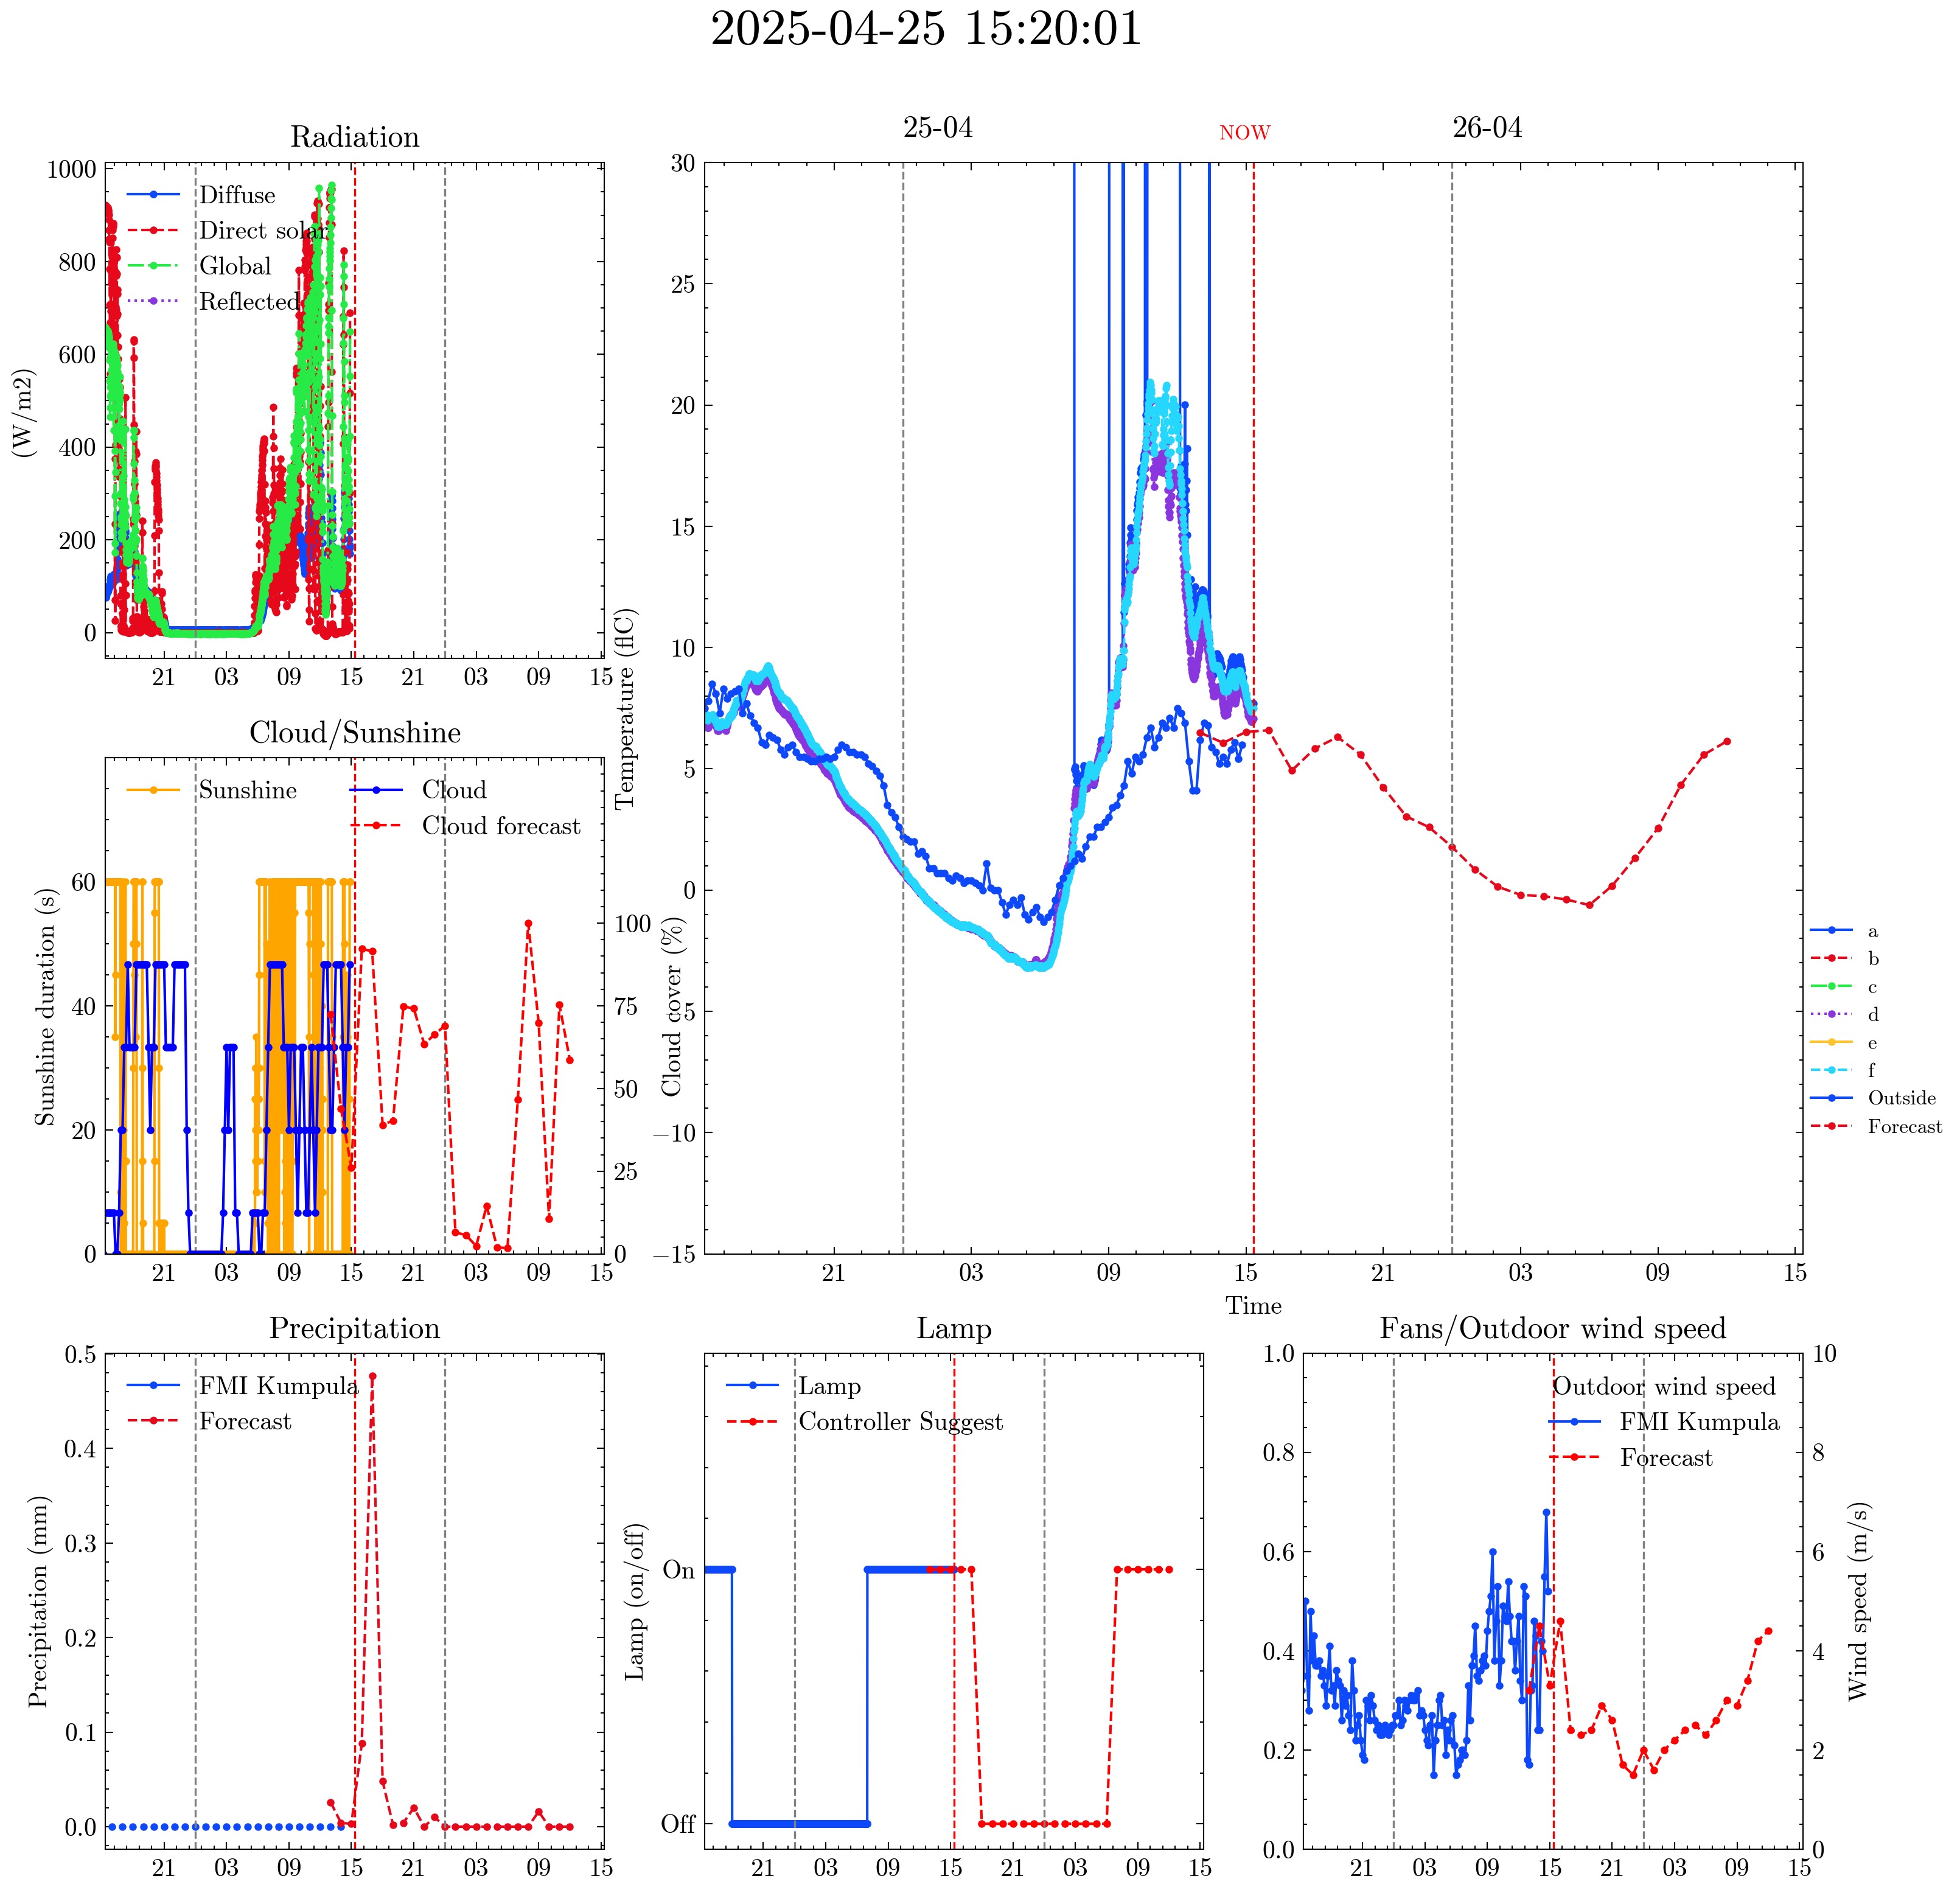 2025-04-25 15:20:01
Radiation
1000
800
600
400
200
0
(W/m2)
Diffuse
Direct solar
Global
Reflected
21 03 09 15 21 03 09 15
25-04 NOW 26-04
30
25
20
15
10
5
0
−5
−10
−15
Temperature (flC)
21 03 09 15 21 03 09 15
Time
a
b
c
d
e
f
Outside
Forecast
Cloud/Sunshine
Sunshine Cloud
Cloud forecast
60
40
20
0
Sunshine duration (s)
100
75
50
25
0
Cloud cover (%)
21 03 09 15 21 03 09 15
Precipitation
0.5
0.4
0.3
0.2
0.1
0.0
Precipitation (mm)
FMI Kumpula
Forecast
21 03 09 15 21 03 09 15
Lamp
Lamp
Controller Suggest
On
Off
Lamp (on/off)
21 03 09 15 21 03 09 15
Fans/Outdoor wind speed
1.0
0.8
0.6
0.4
0.2
0.0
Outdoor wind speed
FMI Kumpula
Forecast
10
8
6
4
2
0
Wind speed (m/s)
21 03 09 15 21 03 09 15